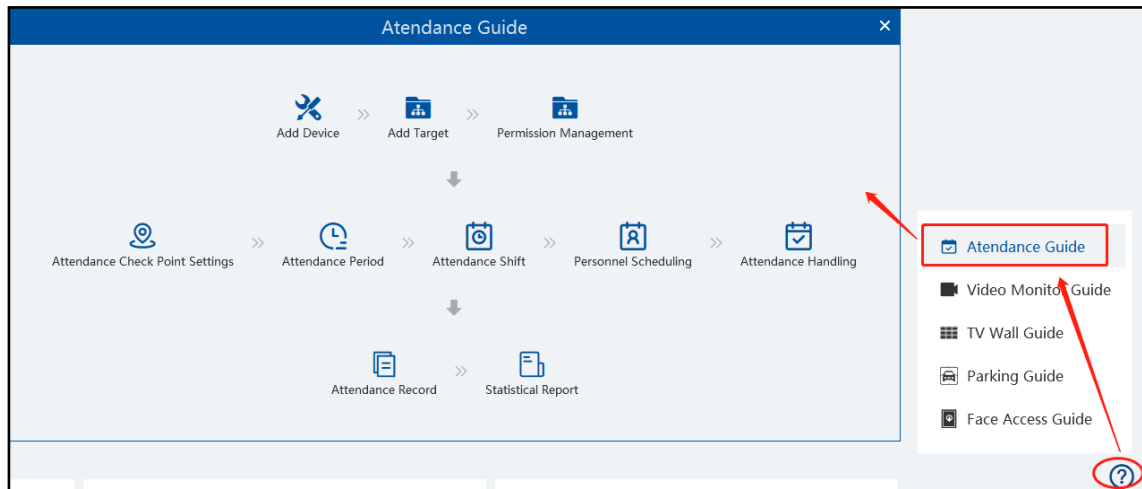 Atendance Guide
Add Device
Add Target
Permission Management
Attendance Check Point Settings
Attendance Period
Attendance Shift
Personnel Scheduling
Attendance Handling
Attendance Record
Statistical Report
Atendance Guide
Video Monitor Guide
TV Wall Guide
Parking Guide
Face Access Guide